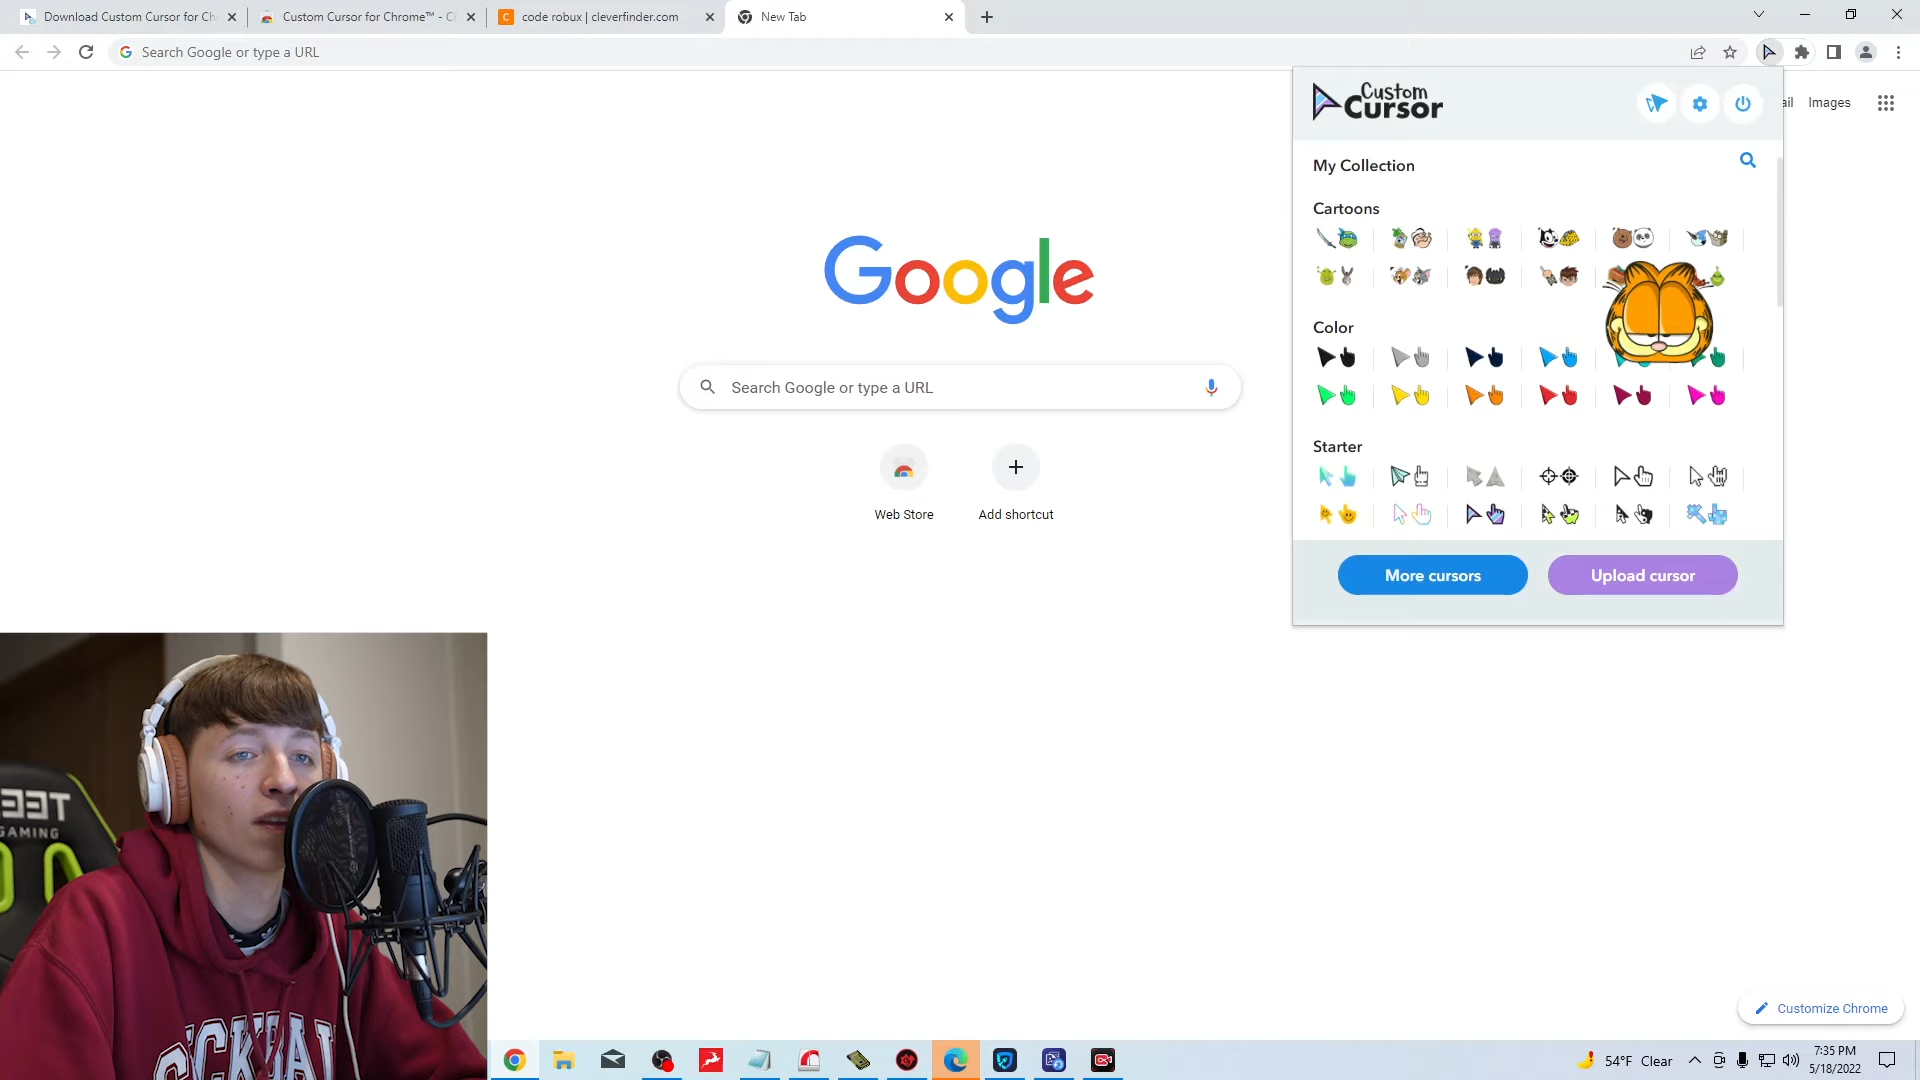 Download Custom Cursor for Ch
Custom Cursor for Chrome™ - C
code robux | cleverfinder.com
New Tab
Search Google or type a URL
Custom
Cursor
ail
Images
My Collection
Cartoons
Google
Color
Search Google or type a URL
Starter
Web Store
Add shortcut
More cursors
Upload cursor
GAMING
Customize Chrome
54°F Clear
7:35 PM
5/18/2022